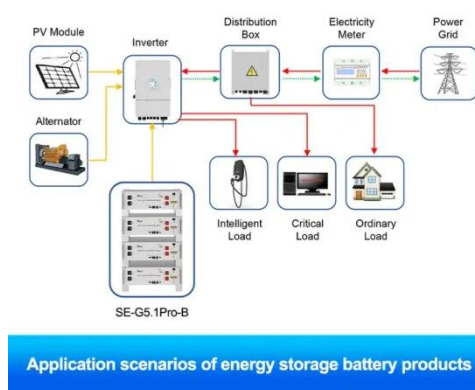 PV Module
Inverter
Distribution
Box
Electricity
Meter
Power
Grid
Alternator
Intelligent
Load
Critical
Load
Ordinary
Load
SE-G5.1Pro-B
Application scenarios of energy storage battery products